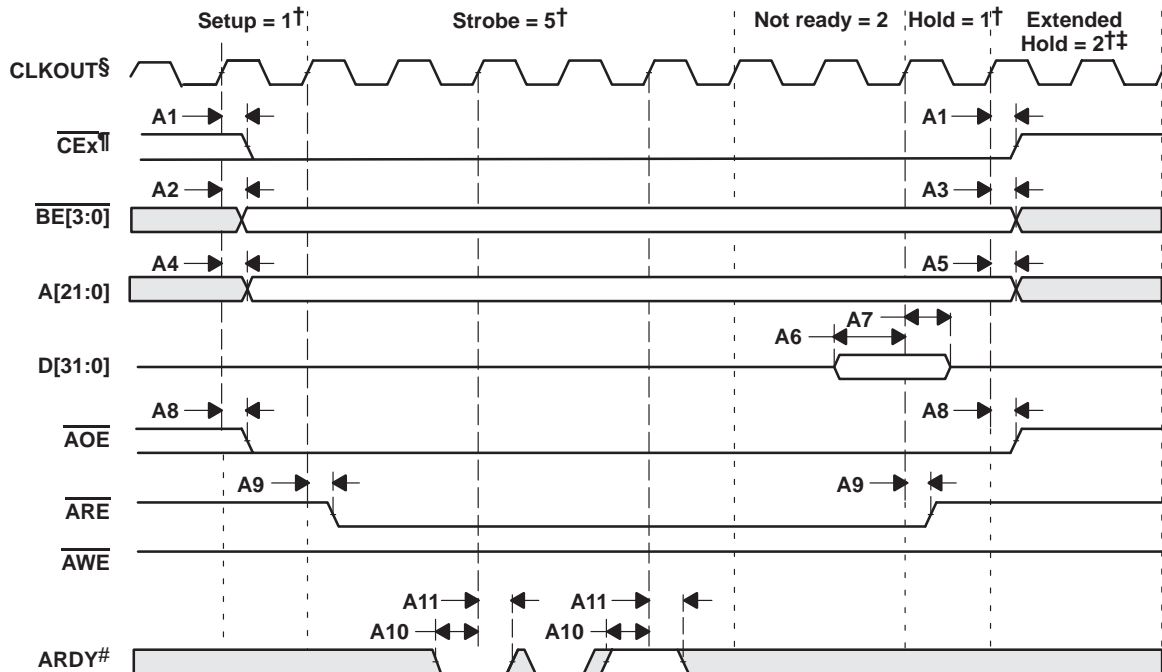 Setup = 1† Strobe = 5† Not ready = 2 Hold = 1† Extended
Hold = 2†‡
CLKOUT§
A1 A1
CEx¶
A2 A3
BE[3:0]
A4 A5
A[21:0]
A7
A6
D[31:0]
A8 A8
AOE
A9 A9
ARE
AWE
A11 A11
A10 A10
ARDY#